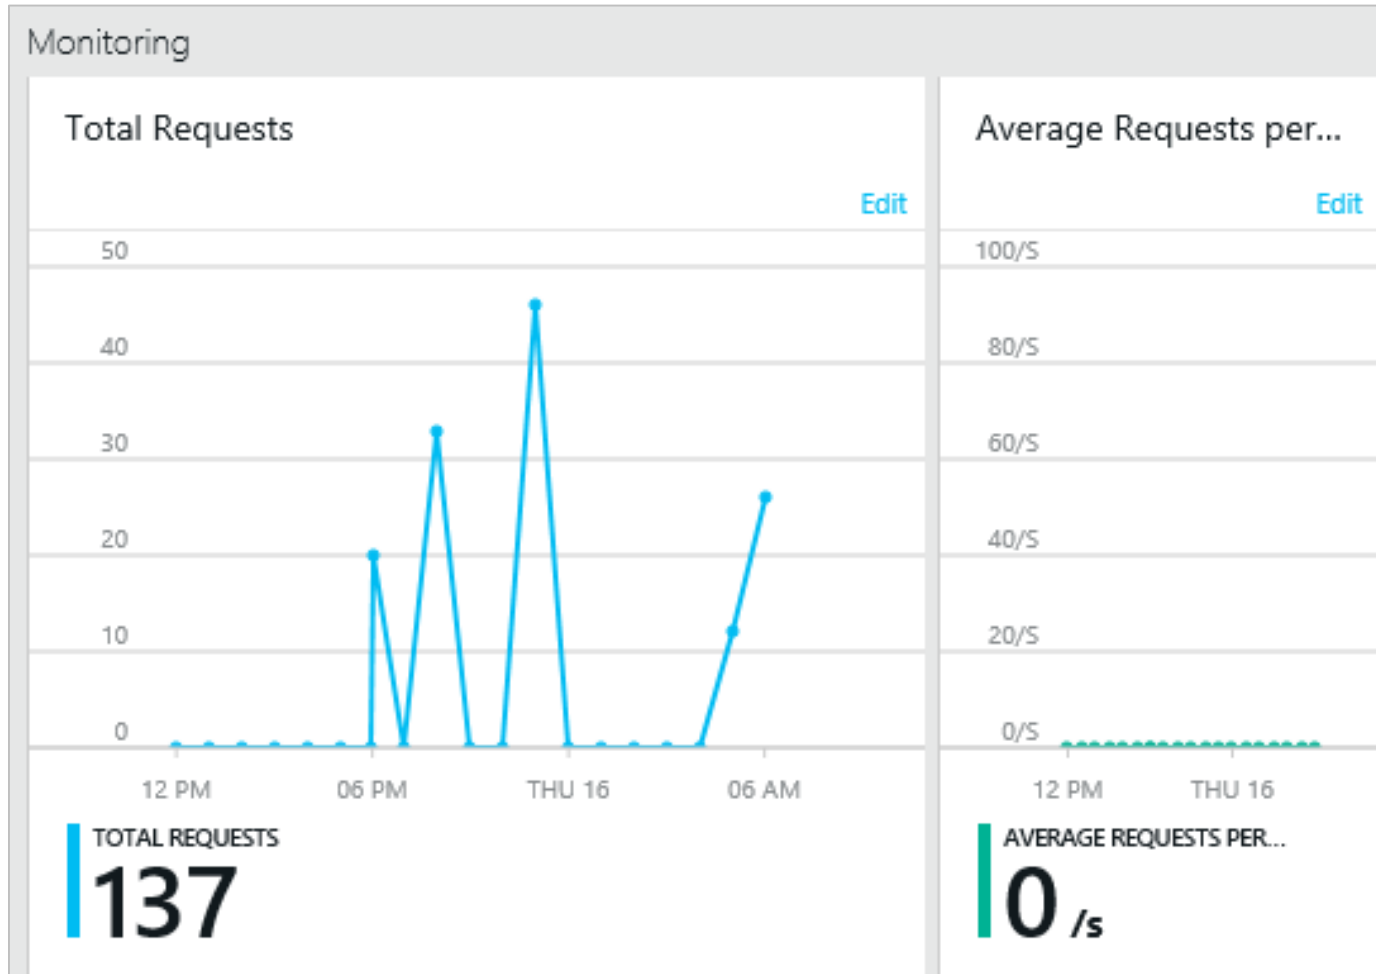 Monitoring
Total Requests
Edit
50
40
30
20
10
0
12 PM 06 PM THU 16 06 AM
TOTAL REQUESTS
137
Average Requests per...
Edit
100/S
80/S
60/S
40/S
20/S
0/S
12 PM THU 16
AVERAGE REQUESTS PER...
0 /s